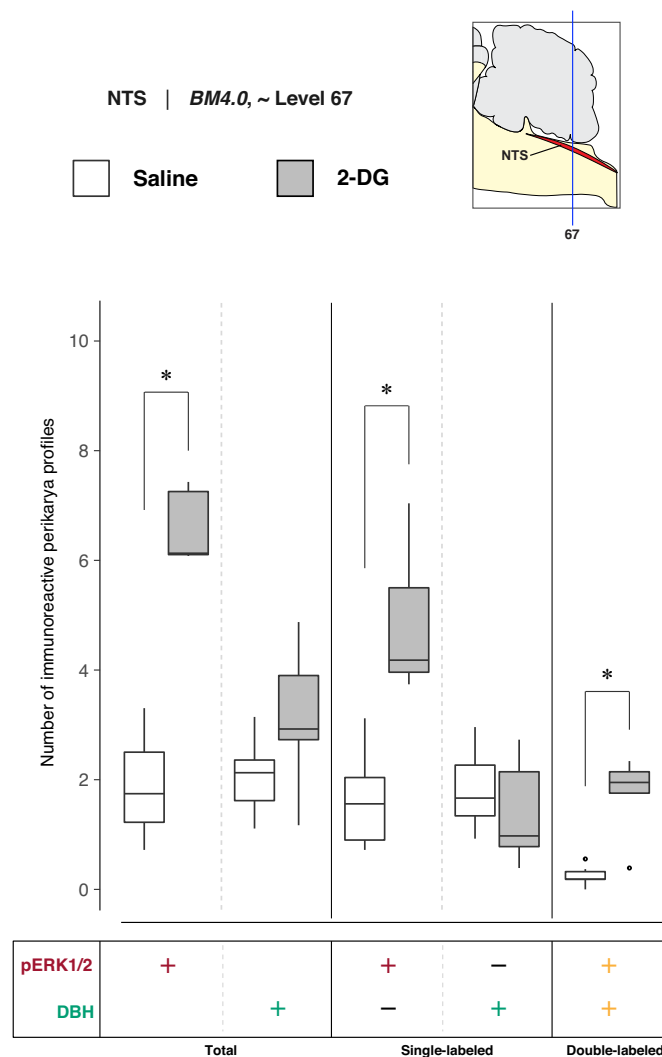 NTS | BM4.0, ~ Level 67
Saline
2-DG
NTS
67
Number of immunoreactive perikarya profiles
10
8
6
4
2
0
*
*
*
pERK1/2 + + − +
DBH + − + +
Total Single-labeled Double-labeled